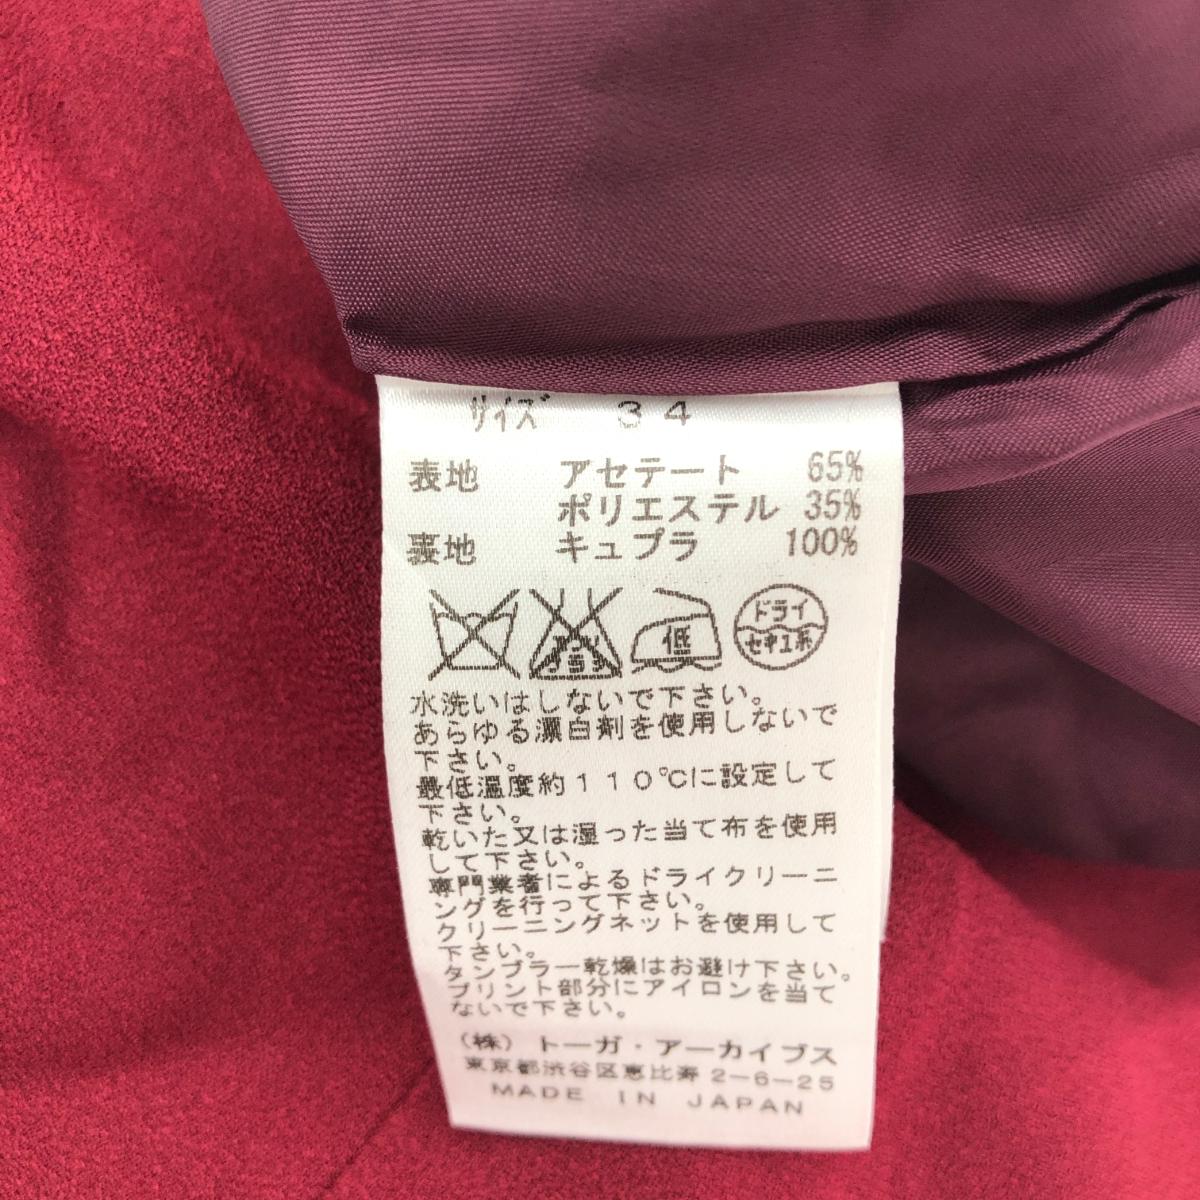 サイズ 34
表地 アセテート 65%
ポリエステル 35%
裏地 キュプラ 100%
エンソサラシ
低
ドライ
セキユ系
水洗いはしないで下さい。
あらゆる漂白剤を使用しないで
下さい。
最低温度約110℃に設定して
下さい。
乾いた又は湿った当て布を使用
して下さい。
専門業者によるドライクリーニ
ングを行って下さい。
クリーニングネットを使用して
下さい。
タンブラー乾燥はお避け下さい。
プリント部分にアイロンを当て
ないで下さい。
(株)トーガ・アーカイブス
東京都渋谷区恵比寿2-6-25
MADE IN JAPAN